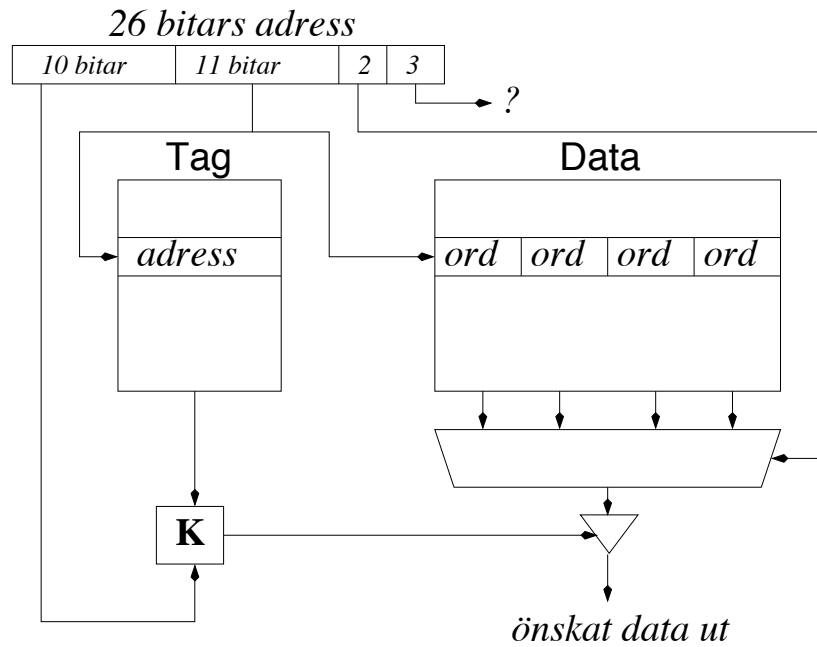 26 bitars adress
10 bitar 11 bitar 2 3
?
Tag Data
adress ord ord ord ord
K
önskat data ut